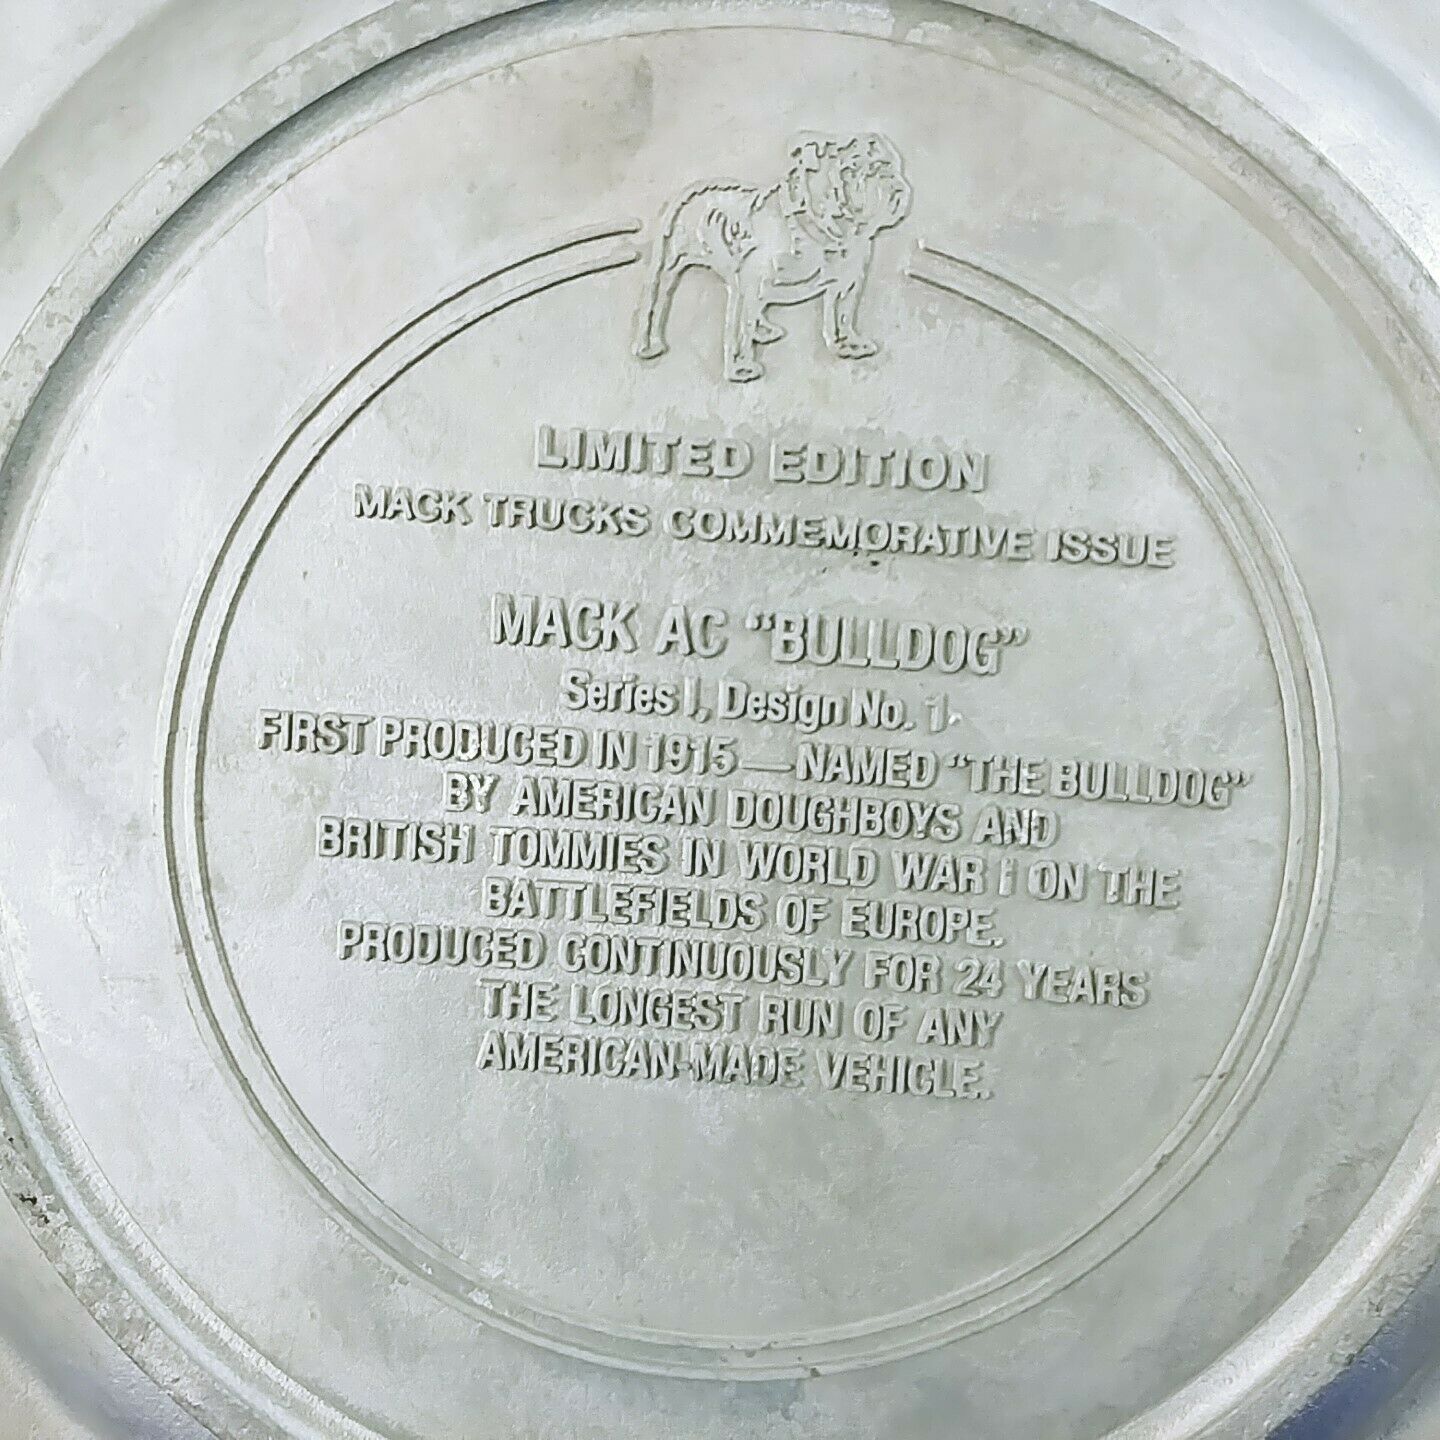 LIMITED EDITION
MACK TRUCKS COMMEMORATIVE ISSUE
MACK AC "BULLDOG"
Series I, Design No. 1
FIRST PRODUCED IN 1915—NAMED "THE BULLDOG"
BY AMERICAN DOUGHBOYS AND
BRITISH TOMMIES IN WORLD WAR I ON THE
BATTLEFIELDS OF EUROPE.
PRODUCED CONTINUOUSLY FOR 24 YEARS
THE LONGEST RUN OF ANY
AMERICAN-MADE VEHICLE.